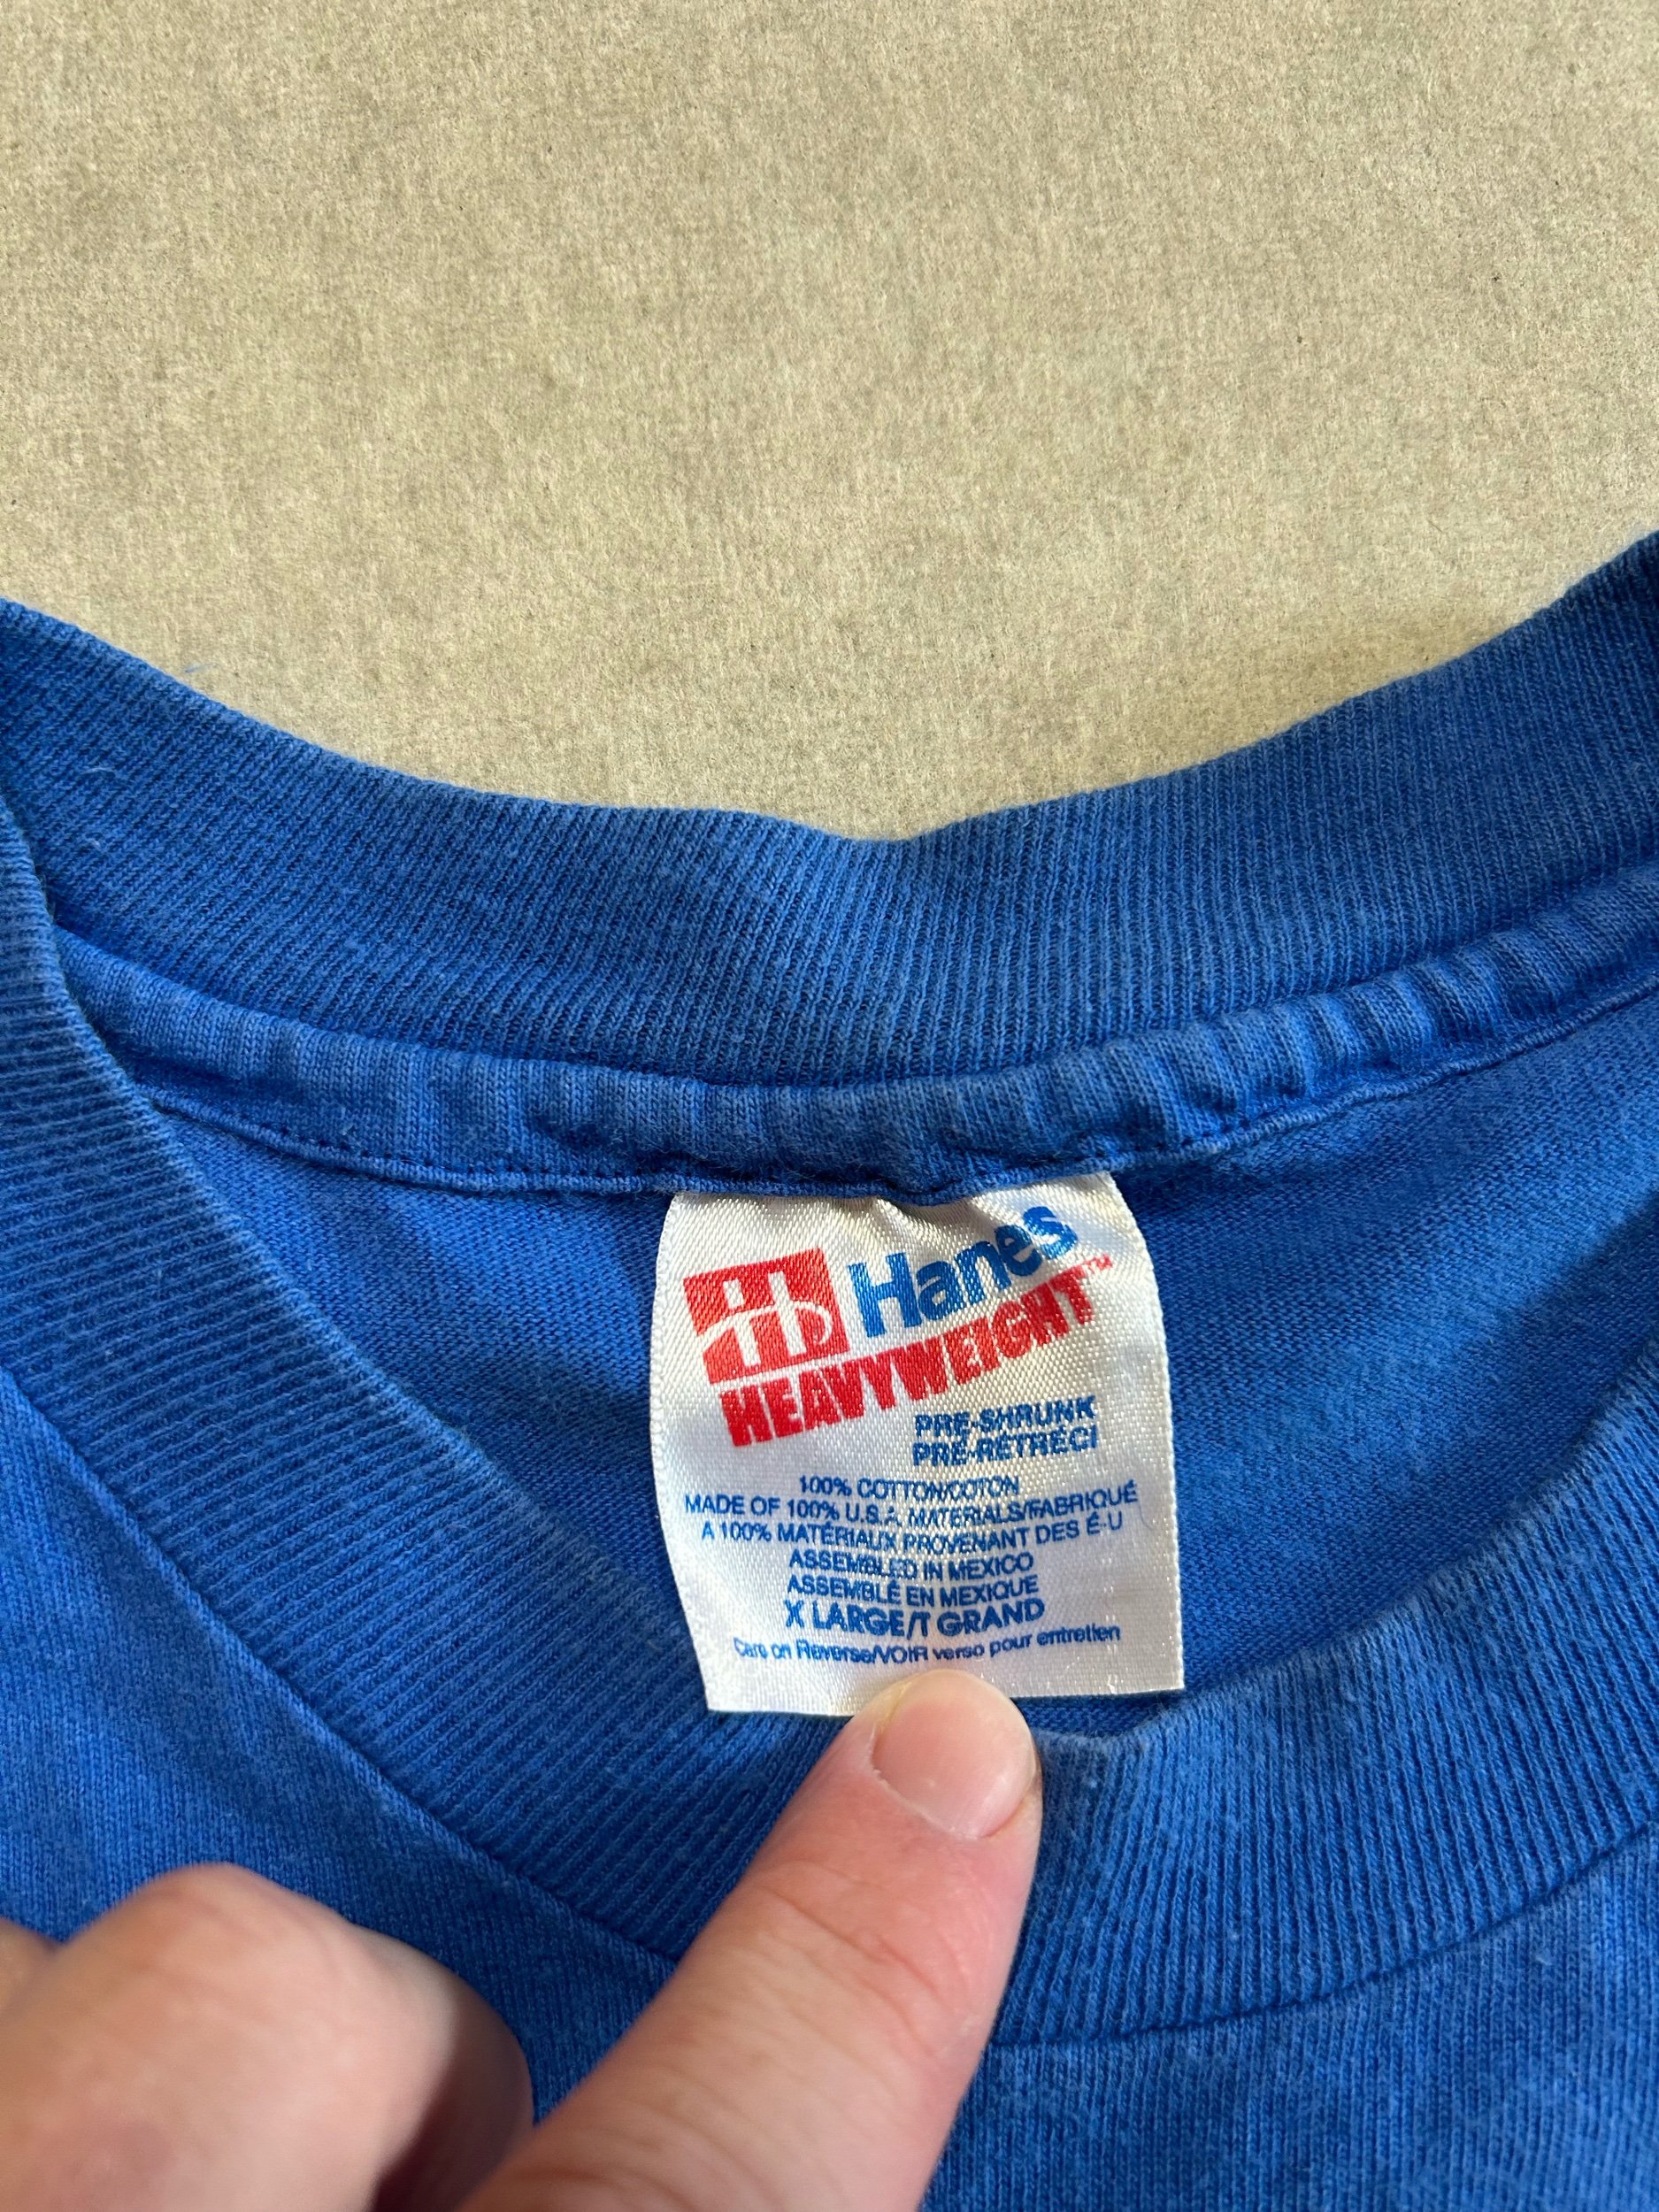 Hanes
HEAVYWEIGHT™
PRE-SHRUNK
PRÉ-RÉTRÉCI
100% COTTON/COTON
MADE OF 100% U.S.A. MATERIALS/FABRIQUÉ
A 100% MATÉRIAUX PROVENANT DES É-U
ASSEMBLED IN MEXICO
ASSEMBLÉ EN MEXIQUE
X LARGE/T GRAND
Care on Reverse/VOIR verso pour entretien